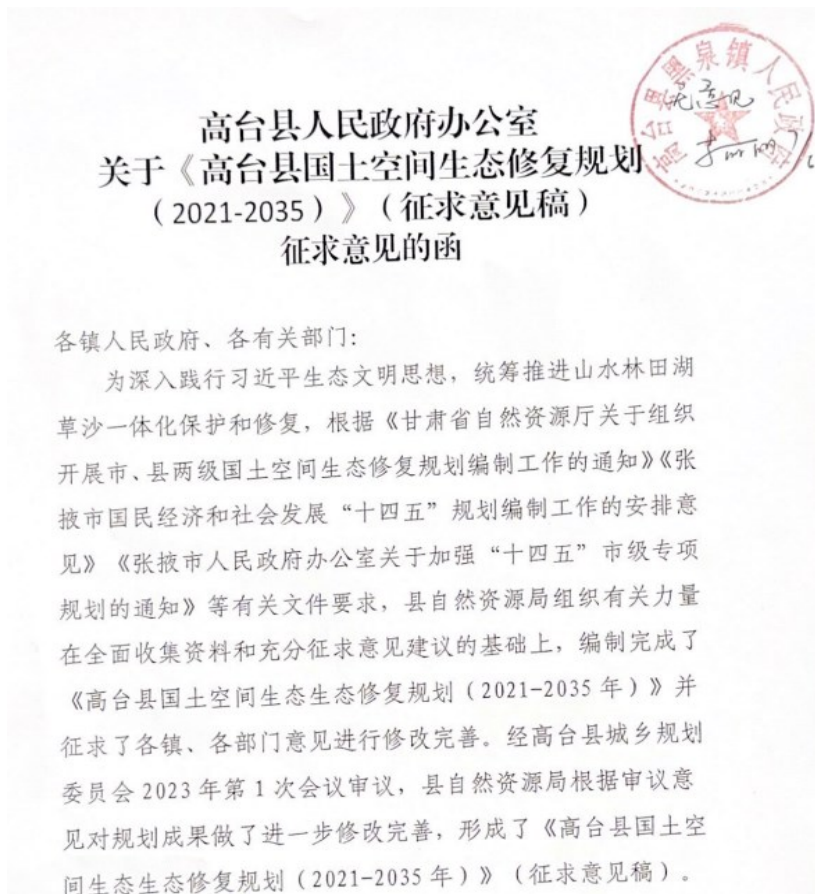 高台县黑泉镇人民政府
无意见
高台县人民政府办公室
关于《高台县国土空间生态修复规划
（2021-2035）》（征求意见稿）
征求意见的函
各镇人民政府、各有关部门：
为深入践行习近平生态文明思想，统筹推进山水林田湖
草沙一体化保护和修复，根据《甘肃省自然资源厅关于组织
开展市、县两级国土空间生态修复规划编制工作的通知》《张
掖市国民经济和社会发展“十四五”规划编制工作的安排意
见》《张掖市人民政府办公室关于加强“十四五”市级专项
规划的通知》等有关文件要求，县自然资源局组织有关力量
在全面收集资料和充分征求意见建议的基础上，编制完成了
《高台县国土空间生态生态修复规划（2021-2035 年）》并
征求了各镇、各部门意见进行修改完善。经高台县城乡规划
委员会 2023 年第 1 次会议审议，县自然资源局根据审议意
见对规划成果做了进一步修改完善，形成了《高台县国土空
间生态生态修复规划（2021-2035 年）》（征求意见稿）。